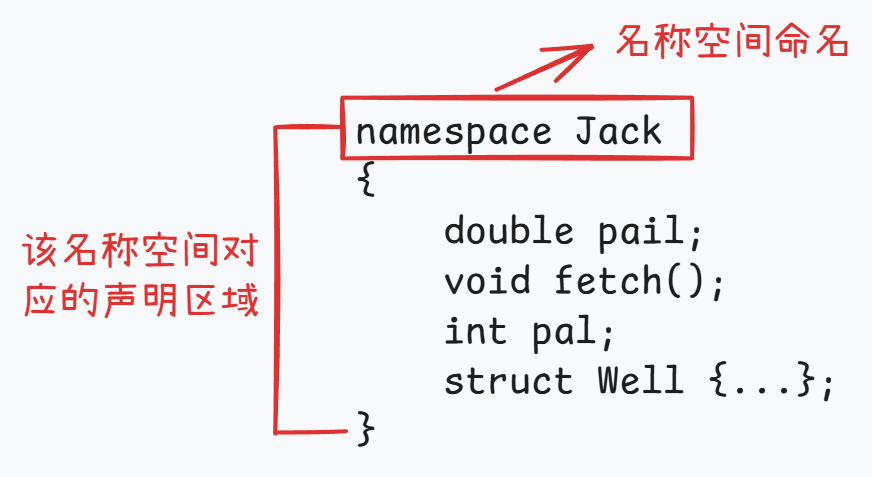 名称空间命名
namespace Jack
{
double pail;
该名称空间对
应的声明区域
void fetch();
int pal;
struct Well {...};
}